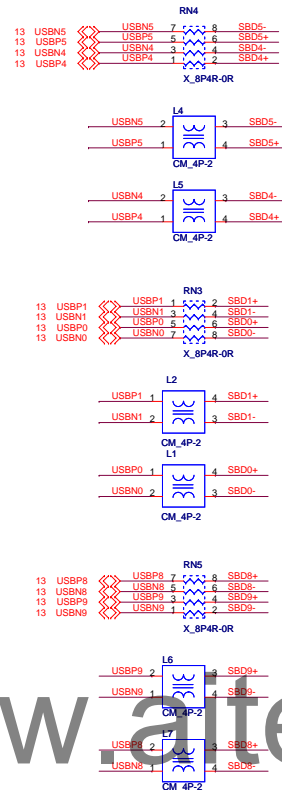 RN4
13 USBN5 USBN5 7 8 SBD5-
13 USBP5 USBP5 5 6 SBD5+
13 USBN4 USBN4 3 4 SBD4-
13 USBP4 USBP4 1 2 SBD4+
X_8P4R-0R
L4
USBN5 2 3 SBD5-
USBP5 1 4 SBD5+
CM_4P-2
L5
USBN4 2 3 SBD4-
USBP4 1 4 SBD4+
CM_4P-2
RN3
13 USBP1 USBP1 1 2 SBD1+
13 USBN1 USBN1 3 4 SBD1-
13 USBP0 USBP0 5 6 SBD0+
13 USBN0 USBN0 7 8 SBD0-
X_8P4R-0R
L2
USBP1 1 4 SBD1+
USBN1 2 3 SBD1-
CM_4P-2
L1
USBP0 1 4 SBD0+
USBN0 2 3 SBD0-
CM_4P-2
RN5
13 USBP8 USBP8 7 8 SBD8+
13 USBN8 USBN8 5 6 SBD8-
13 USBP9 USBP9 3 4 SBD9+
13 USBN9 USBN9 1 2 SBD9-
X_8P4R-0R
L6
USBP9 2 3 SBD9+
USBN9 1 4 SBD9-
CM_4P-2
L7
USBP8 2 3 SBD8+
USBN8 1 4 SBD8-
CM_4P-2
w.aite